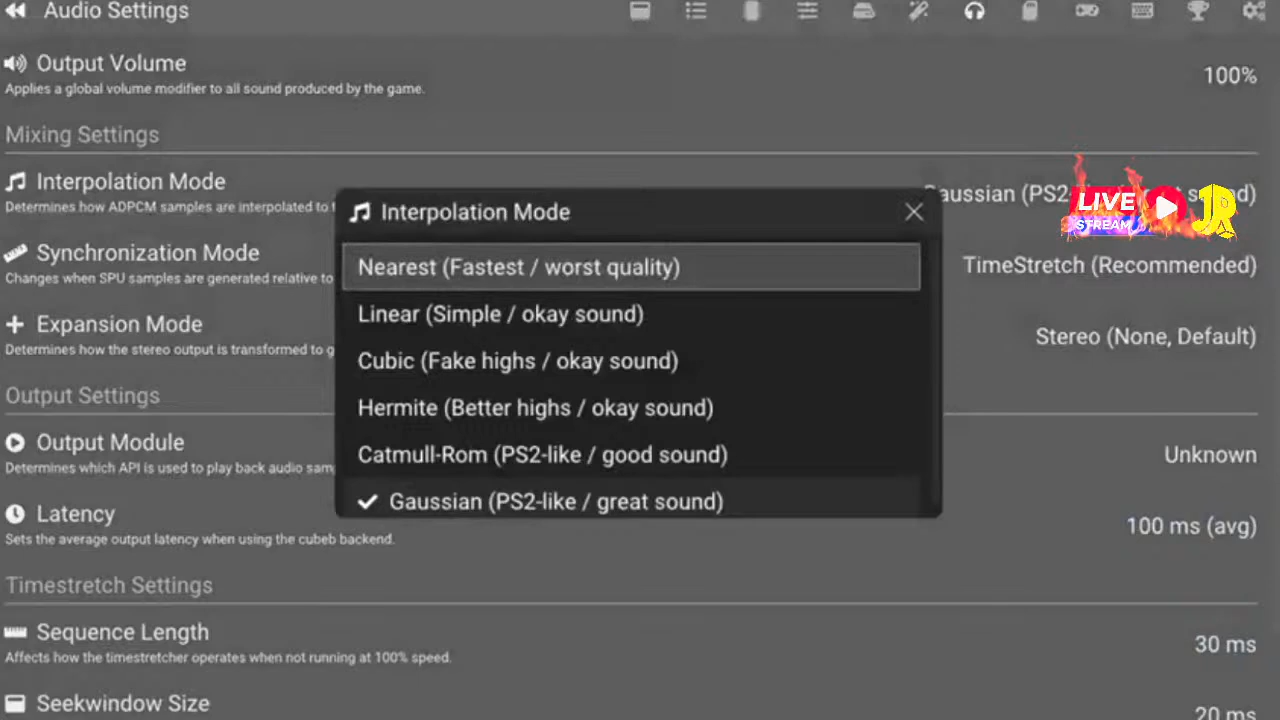 Audio Settings
Output Volume
100%
Applies a global volume modifier to all sound produced by the game.
Mixing Settings
Interpolation Mode
Determines how ADPCM samples are interpolated to
Synchronization Mode
TimeStretch (Recommended)
Changes when SPU samples are generated relative to
Expansion Mode
Stereo (None, Default)
Determines how the stereo output is transformed to
Output Settings
Output Module
Unknown
Determines which API is used to play back audio
Latency
100 ms (avg)
Sets the average output latency when using the cubeb backend.
Timestretch Settings
Sequence Length
30 ms
Affects how the timestretcher operates when not running at 100% speed.
Seekwindow Size
20 ms
Interpolation Mode
Nearest (Fastest / worst quality)
Linear (Simple / okay sound)
Cubic (Fake highs / okay sound)
Hermite (Better highs / okay sound)
Catmull-Rom (PS2-like / good sound)
Gaussian (PS2-like / great sound)
LIVE
STREAM
JR